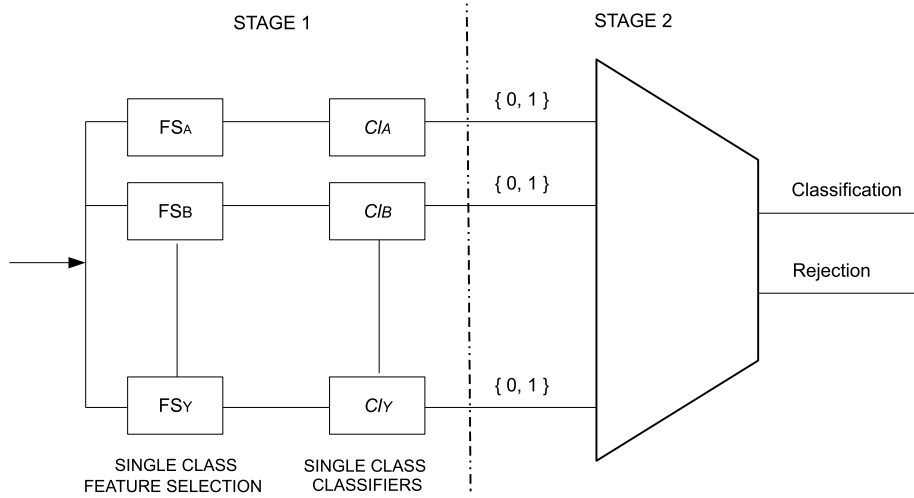 STAGE 1
STAGE 2
{ 0, 1 }
FSA
ClA
{ 0, 1 }
FSB
ClB
Classification
Rejection
{ 0, 1 }
FSY
ClY
SINGLE CLASS
FEATURE SELECTION
SINGLE CLASS
CLASSIFIERS